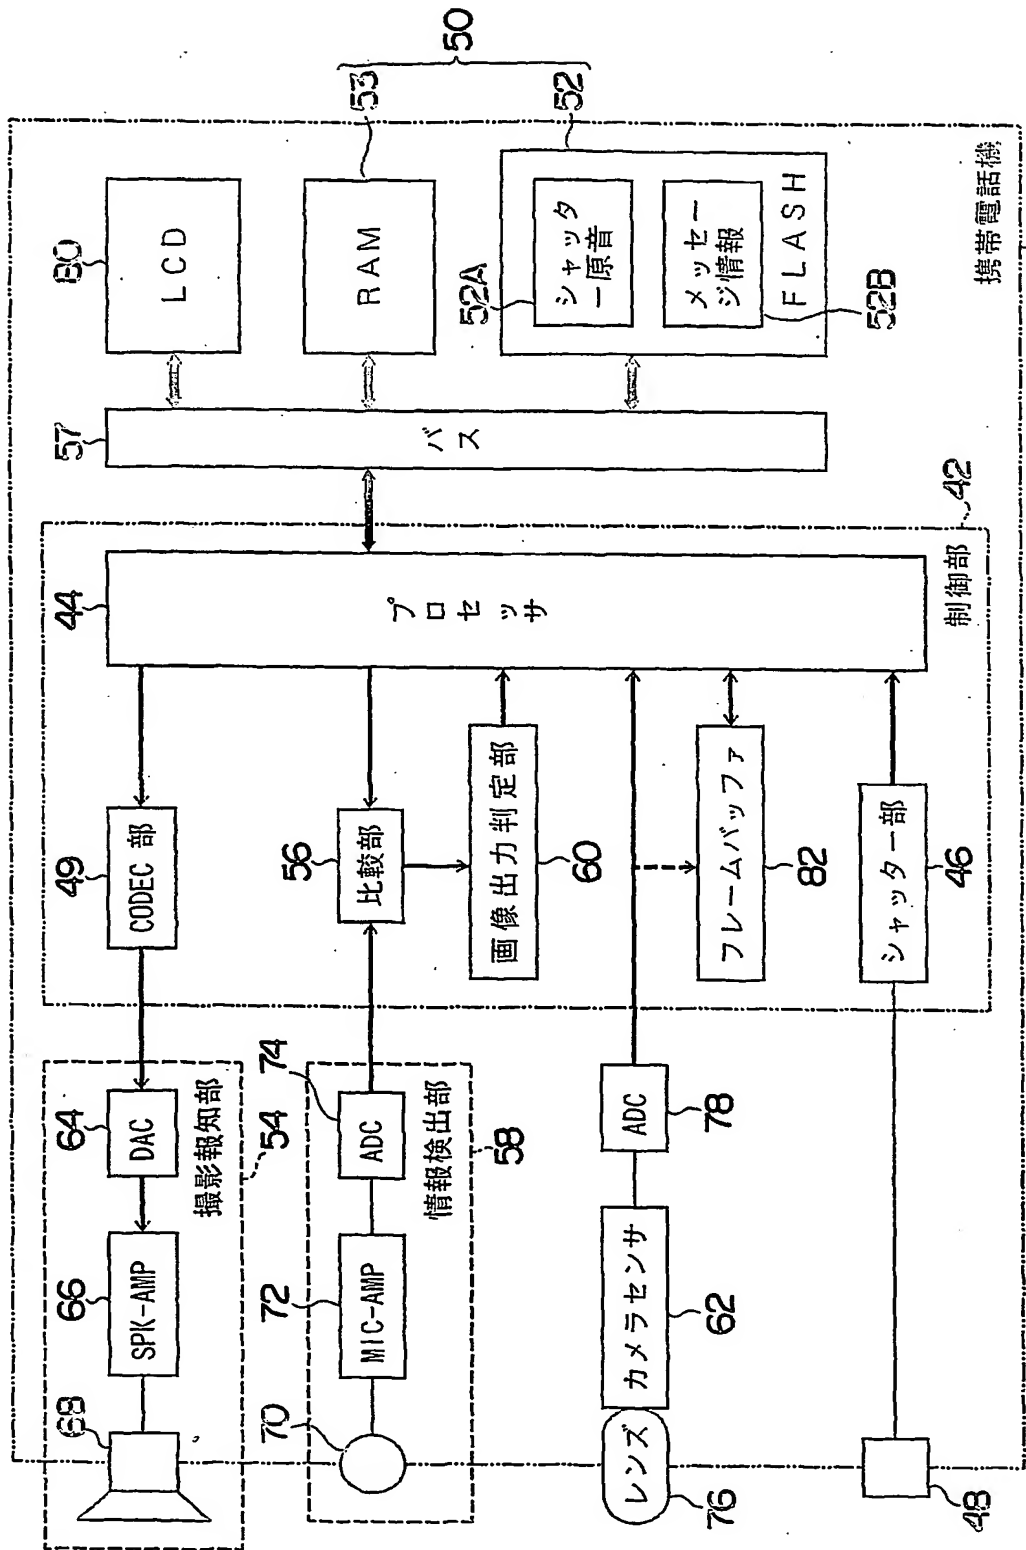 68
66
SPK-AMP
64
DAC
撮影報知部
54
49
CODEC 部
44
プロセッサ
57
バス
80
LCD
70
72
MIC-AMP
74
ADC
情報検出部
58
56
比較部
画像出力判定部
60
53
RAM
50
レンズ
76
カメラセンサ
62
ADC
78
フレームバッファ
82
52A
シャッタ
ー原音
メッセー
ジ情報
52B
FLASH
52
48
シャッター部
46
制御部
42
携帯電話機